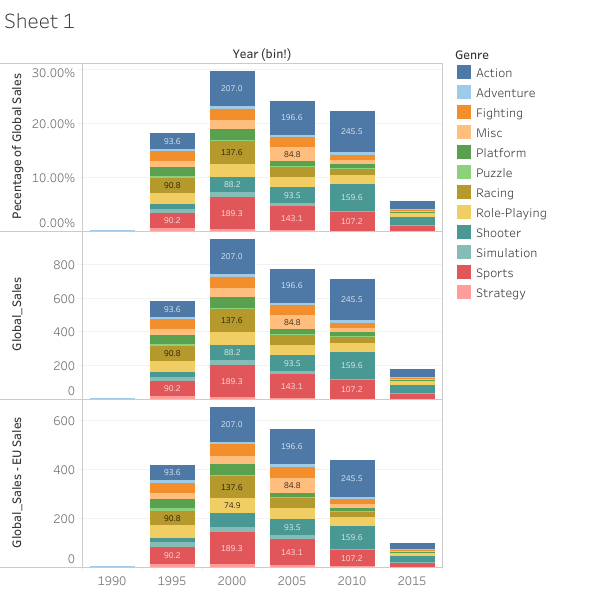 Sheet 1
Year (bin!)
Pecentage of Global Sales
30.00%
20.00%
10.00%
0.00%
93.6
90.8
90.2
207.0
137.6
88.2
189.3
196.6
84.8
93.5
143.1
245.5
159.6
107.2
Global_Sales
800
600
400
200
0
93.6
90.8
90.2
207.0
137.6
88.2
189.3
196.6
84.8
93.5
143.1
245.5
159.6
107.2
Global_Sales - EU Sales
600
400
200
0
93.6
90.8
90.2
207.0
137.6
74.9
189.3
196.6
84.8
93.5
143.1
245.5
159.6
107.2
1990 1995 2000 2005 2010 2015
Genre
Action
Adventure
Fighting
Misc
Platform
Puzzle
Racing
Role-Playing
Shooter
Simulation
Sports
Strategy